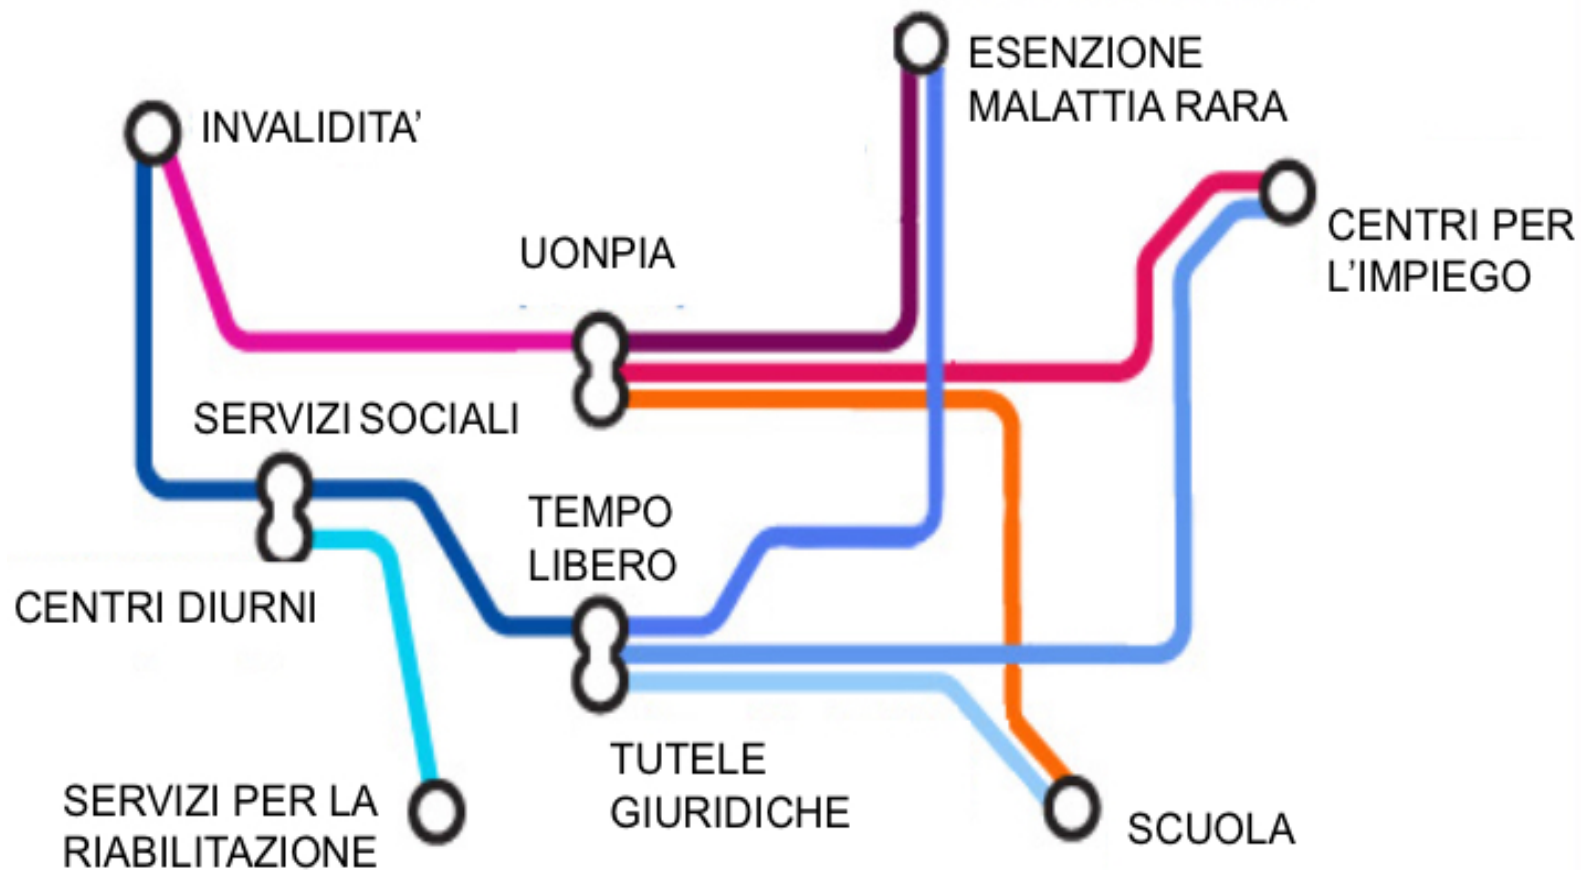 ESENZIONE
MALATTIA RARA
INVALIDITA’
CENTRI PER
L’IMPIEGO
UONPIA
SERVIZI SOCIALI
TEMPO
LIBERO
CENTRI DIURNI
TUTELE
GIURIDICHE
SERVIZI PER LA
RIABILITAZIONE
SCUOLA